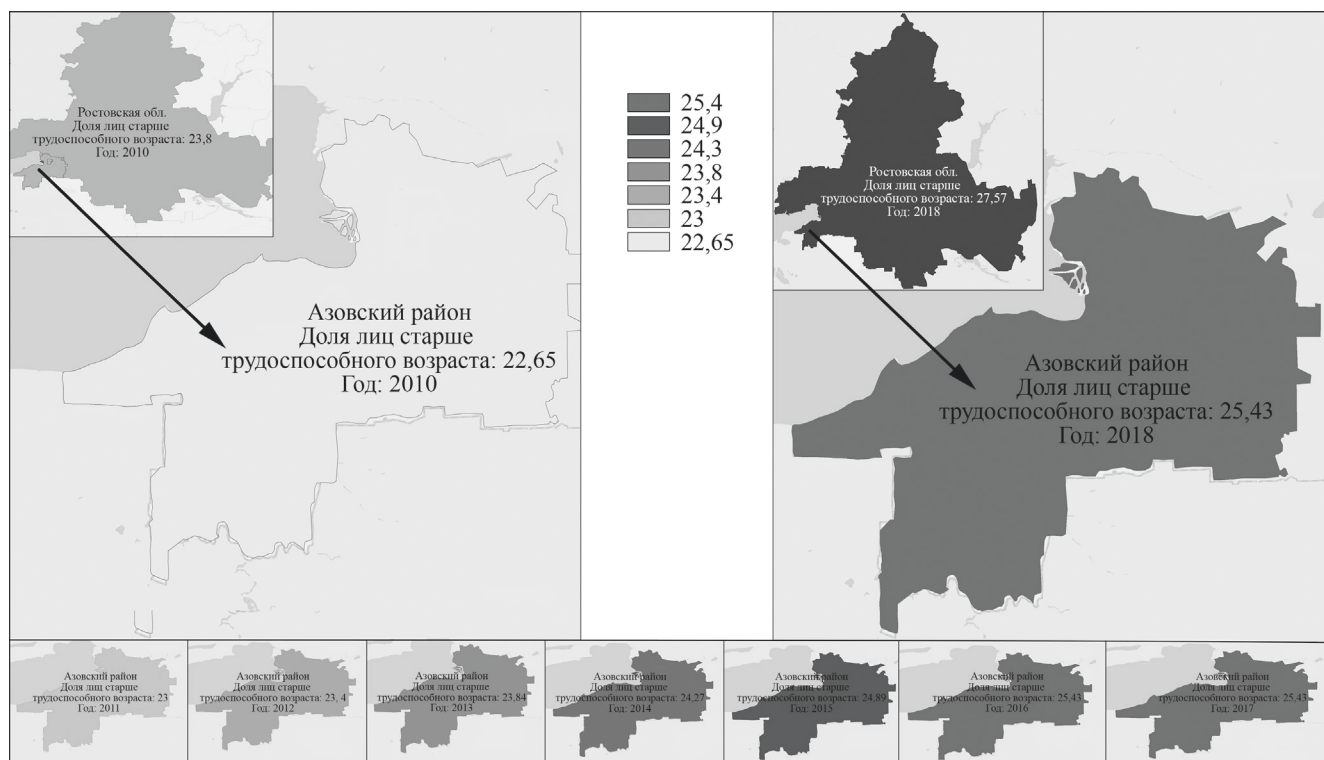 Ростовская обл.
Доля лиц старше
трудоспособного возраста: 23,8
Год: 2010
Азовский район
Доля лиц старше
трудоспособного возраста: 22,65
Год: 2010
25,4
24,9
24,3
23,8
23,4
23
22,65
Ростовская обл.
Доля лиц старше
трудоспособного возраста: 27,57
Год: 2018
Азовский район
Доля лиц старше
трудоспособного возраста: 25,43
Год: 2018
Азовский район
Доля лиц старше
трудоспособного возраста: 23
Год: 2011
Азовский район
Доля лиц старше
трудоспособного возраста: 23, 4
Год: 2012
Азовский район
Доля лиц старше
трудоспособного возраста: 23,84
Год: 2013
Азовский район
Доля лиц старше
трудоспособного возраста: 24,27
Год: 2014
Азовский район
Доля лиц старше
трудоспособного возраста: 24,89
Год: 2015
Азовский район
Доля лиц старше
трудоспособного возраста: 25,43
Год: 2016
Азовский район
Доля лиц старше
трудоспособного возраста: 25,43
Год: 2017